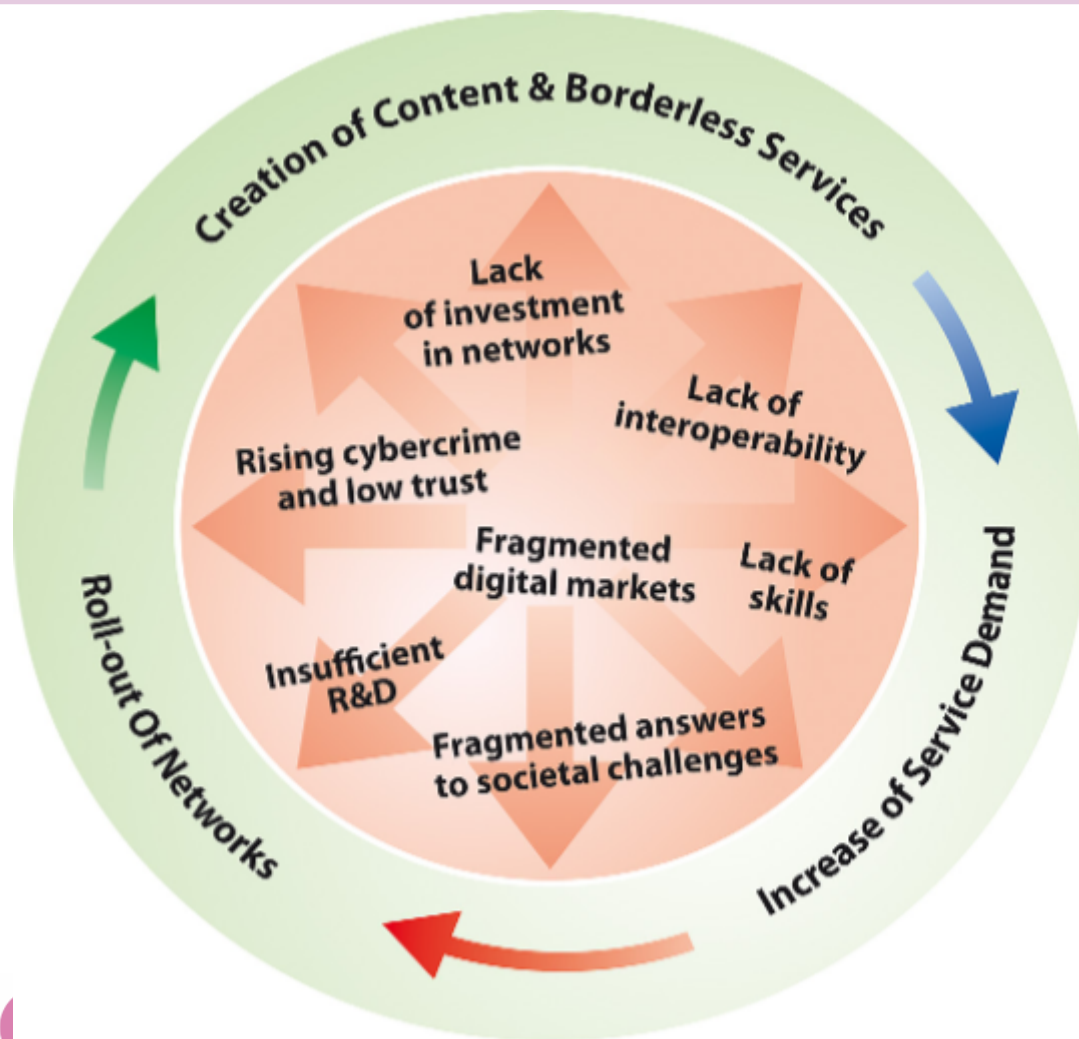 Creation of Content & Borderless Services
Lack
of investment
in networks
Lack of
interoperability
Rising cybercrime
and low trust
Fragmented
digital markets
Lack of
skills
Insufficient
R&D
Fragmented answers
to societal challenges
Increase of Service Demand
Roll-out Of Networks